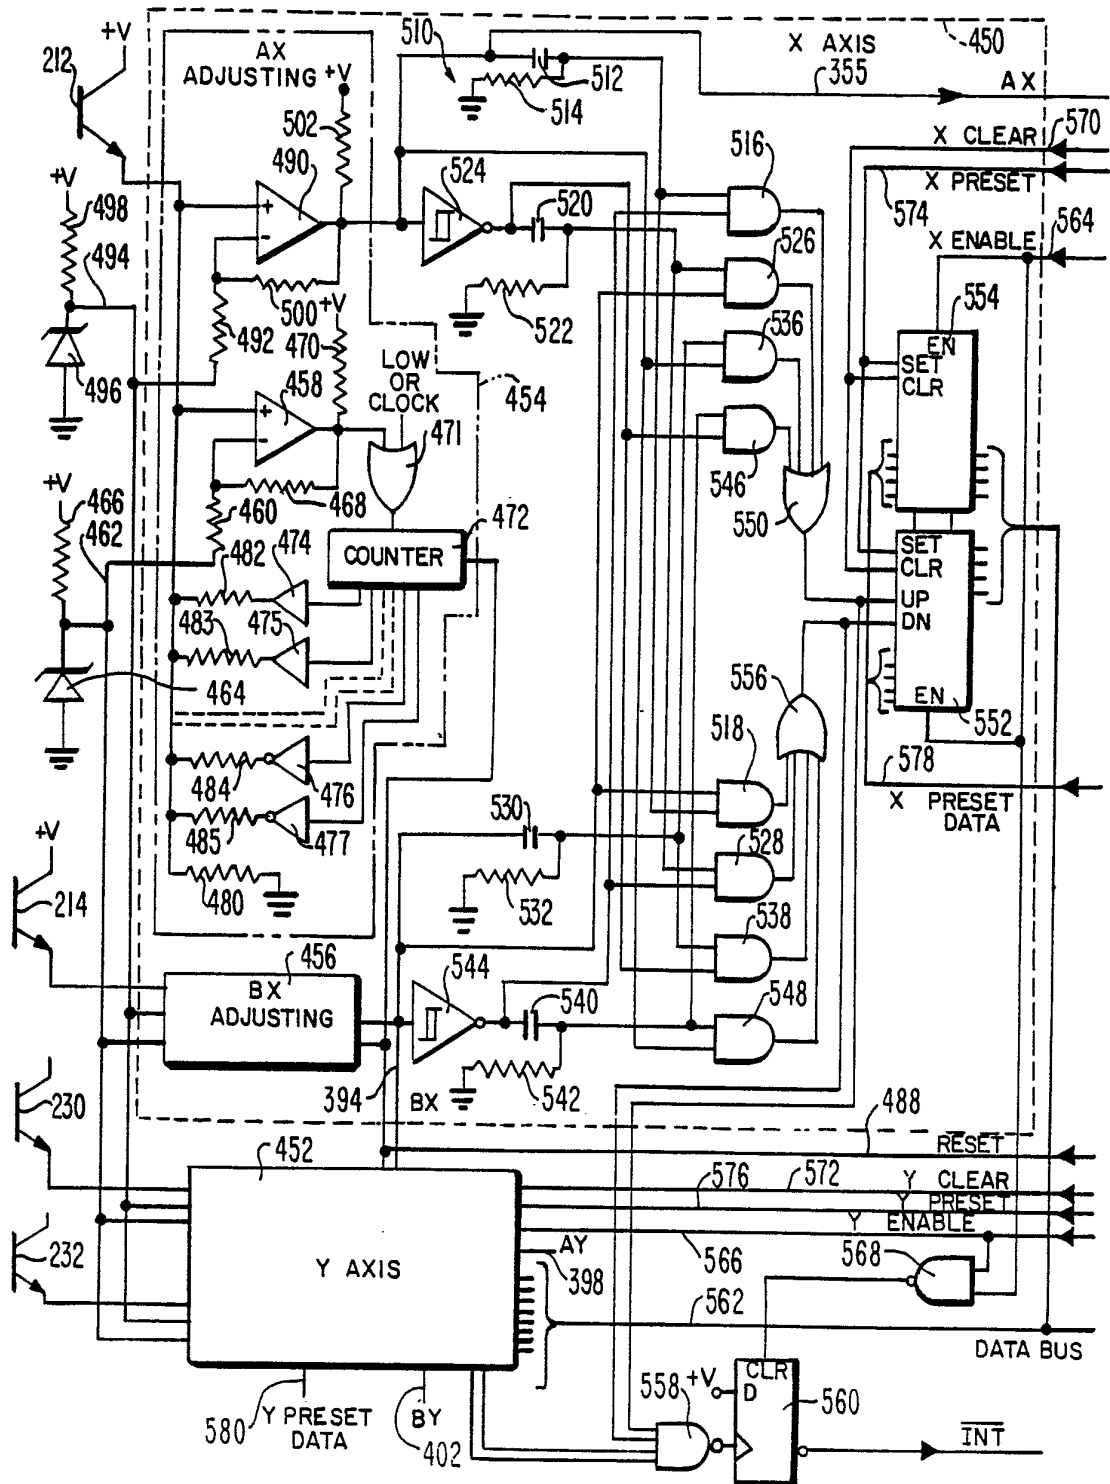 +V
212
AX
ADJUSTING
+V
510
512
514
X AXIS
450
355
AX
X CLEAR
570
X PRESET
574
X ENABLE
564
+V
498
494
502
490
+
-
524
520
516
526
500
+V
492
522
536
554
EN
SET
CLR
496
470
LOW
OR
CLOCK
454
458
+
-
471
546
+V
466
462
460
468
472
550
482
474
COUNTER
SET
CLR
UP
DN
483
475
464
556
EN
552
518
578
X PRESET
DATA
484
476
530
485
477
528
+V
214
480
532
538
456
BX
ADJUSTING
544
540
548
394
BX
542
230
488
RESET
452
572
Y CLEAR
576
Y PRESET
Y ENABLE
232
Y AXIS
AY
398
566
568
562
DATA BUS
558
+V
CLR
D
560
580
Y PRESET
DATA
BY
402
INT